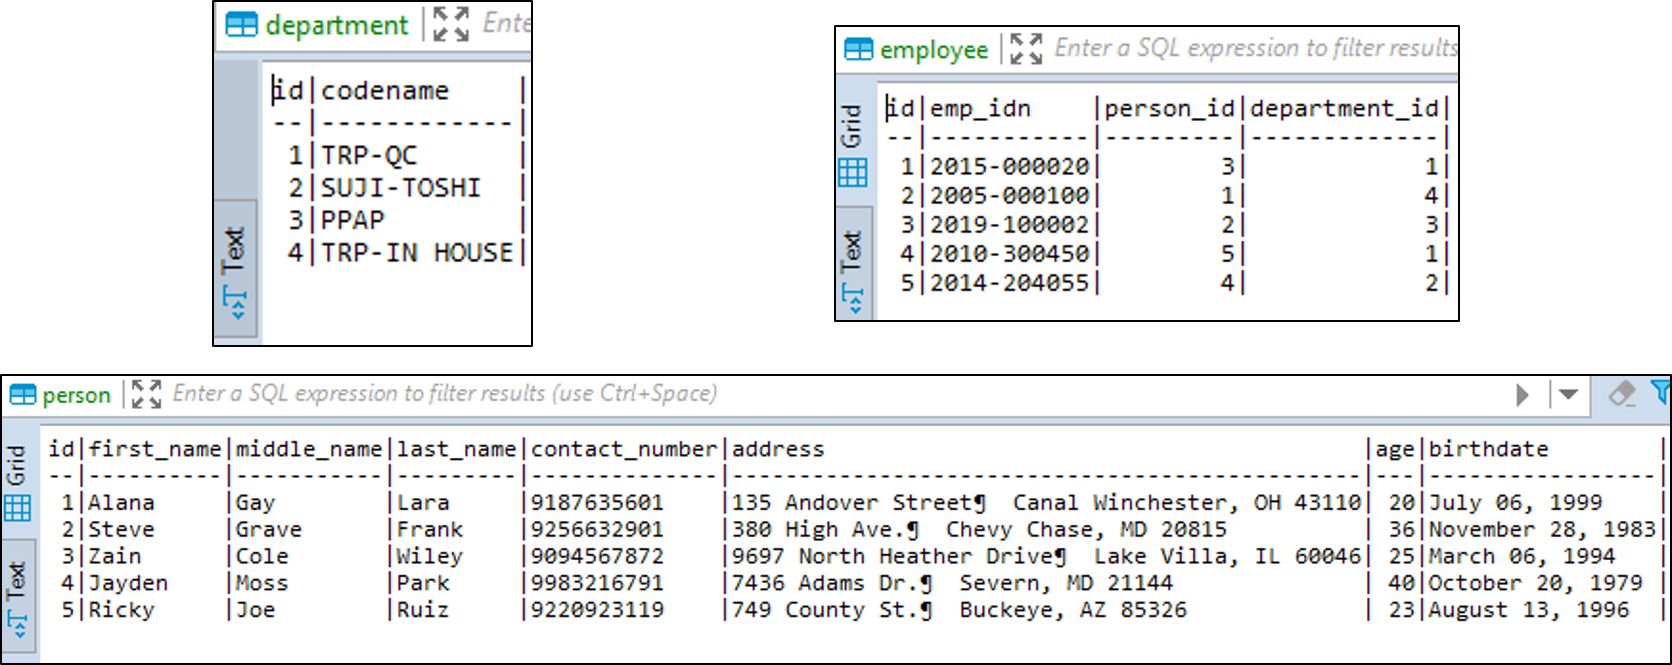 department Ente
id|codename |
--|------------|
1|TRP-QC |
2|SUJI-TOSHI |
3|PPAP |
4|TRP-IN HOUSE|
Text
employee Enter a SQL expression to filter results
id|emp_idn |person_id|department_id|
--|-----------|---------|-------------|
1|2015-000020| 3| 1|
2|2005-000100| 1| 4|
3|2019-100002| 2| 3|
4|2010-300450| 5| 1|
5|2014-204055| 4| 2|
Grid
Text
person Enter a SQL expression to filter results (use Ctrl+Space)
id|first_name|middle_name|last_name|contact_number|address |age|birthdate |
--|----------|-----------|---------|--------------|-----------------------------------------------|---|-----------------|
1|Alana |Gay |Lara |9187635601 |135 Andover Street¶ Canal Winchester, OH 43110| 20|July 06, 1999 |
2|Steve |Grave |Frank |9256632901 |380 High Ave.¶ Chevy Chase, MD 20815 | 36|November 28, 1983|
3|Zain |Cole |Wiley |9094567872 |9697 North Heather Drive¶ Lake Villa, IL 60046| 25|March 06, 1994 |
4|Jayden |Moss |Park |9983216791 |7436 Adams Dr.¶ Severn, MD 21144 | 40|October 20, 1979 |
5|Ricky |Joe |Ruiz |9220923119 |749 County St.¶ Buckeye, AZ 85326 | 23|August 13, 1996 |
Grid
Text